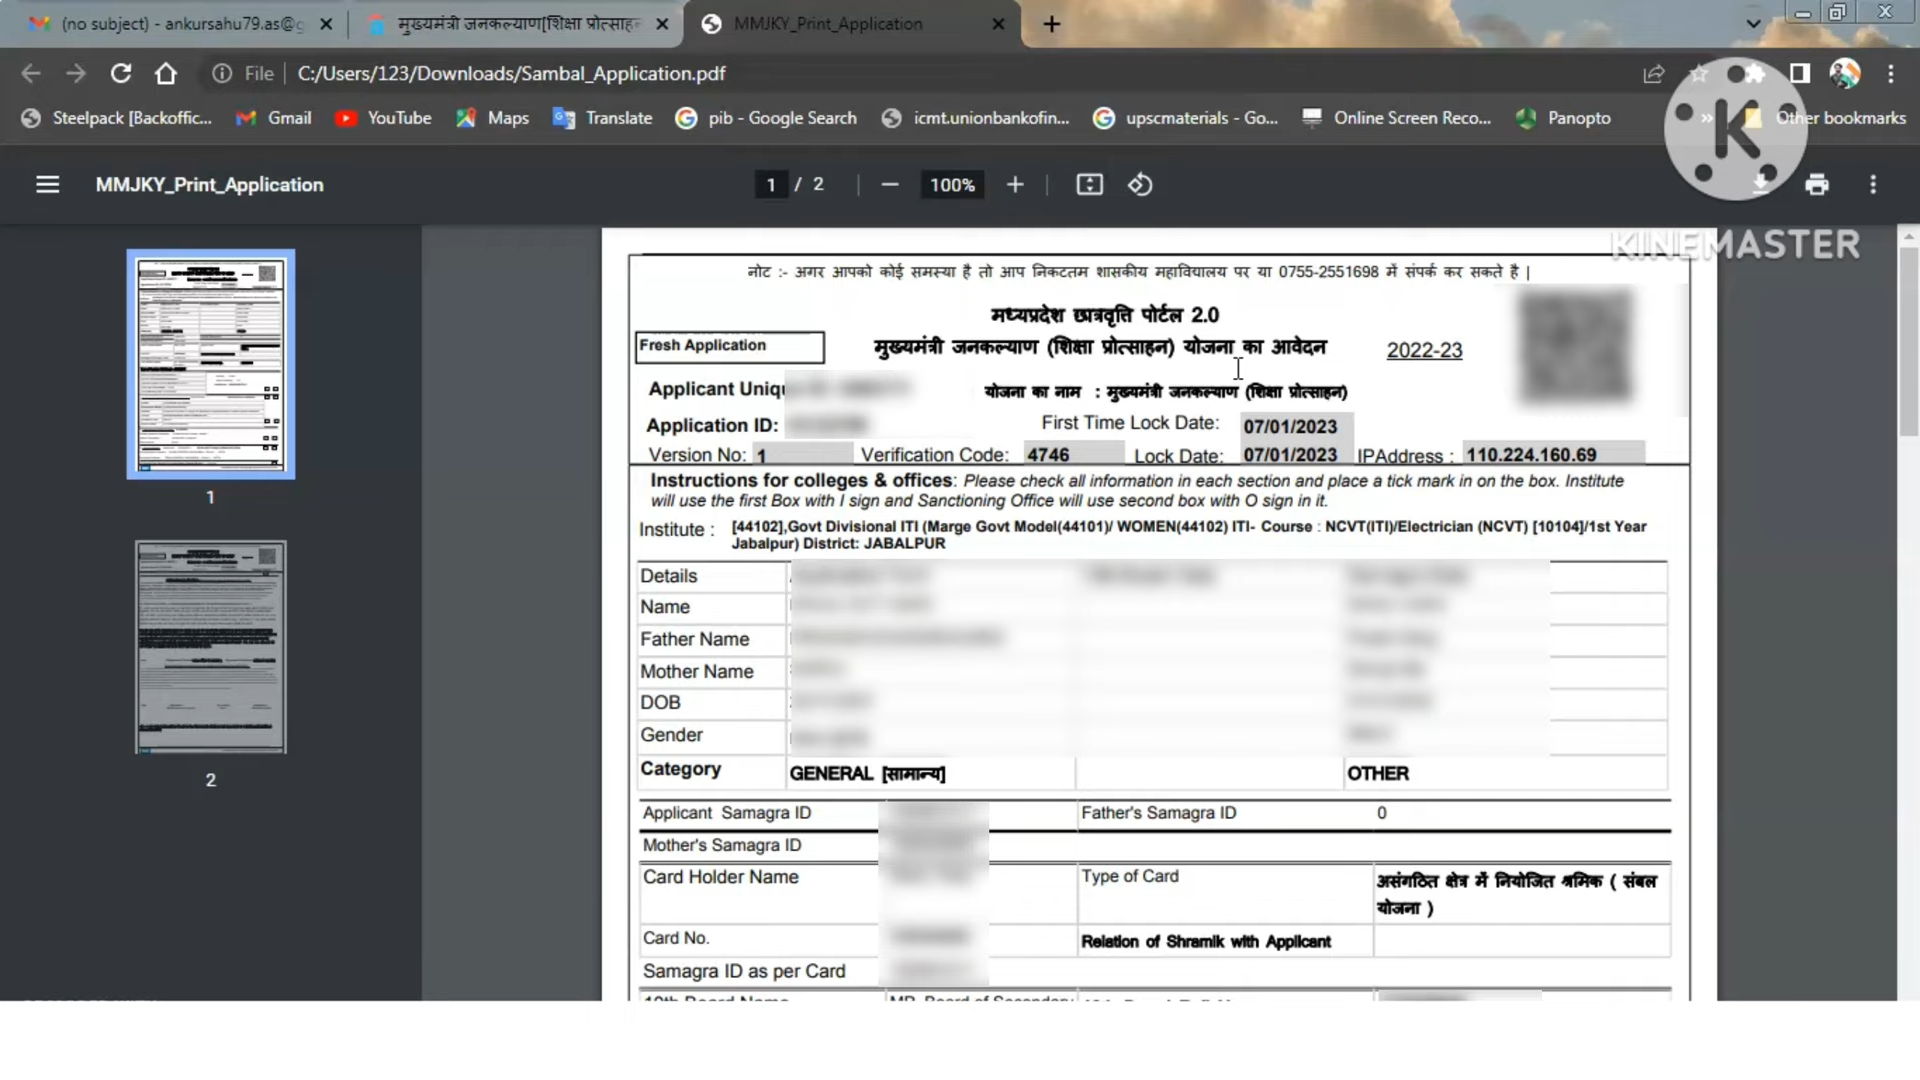 (no subject) - ankursahu79.as@g
मुख्यमंत्री जनकल्याण[शिक्षा प्रोत्साहन
MMJKY_Print_Application
File
C:/Users/123/Downloads/Sambal_Application.pdf
Steelpack [Backoffic...
Gmail
YouTube
Maps
Translate
pib - Google Search
icmt.unionbankofin...
upscmaterials - Go...
Online Screen Reco...
Panopto
»
Other bookmarks
K
KINEMASTER
MMJKY_Print_Application
1 / 2
100%
1
2
नोट :- अगर आपको कोई समस्या है तो आप निकटतम शासकीय महाविद्यालय पर या 0755-2551698 में संपर्क कर सकते है |
मध्यप्रदेश छात्रवृति पोर्टल 2.0
Fresh Application
मुख्यमंत्री जनकल्याण (शिक्षा प्रोत्साहन) योजना का आवेदन
2022-23
Applicant Uniqu
योजना का नाम : मुख्यमंत्री जनकल्याण (शिक्षा प्रोत्साहन)
Application ID:
First Time Lock Date: 07/01/2023
Version No: 1 Verification Code: 4746 Lock Date: 07/01/2023 IPAddress : 110.224.160.69
Instructions for colleges & offices: Please check all information in each section and place a tick mark in on the box. Institute
will use the first Box with I sign and Sanctioning Office will use second box with O sign in it.
Institute : [44102],Govt Divisional ITI (Marge Govt Model(44101)/ WOMEN(44102) ITI- Course : NCVT(ITI)/Electrician (NCVT) [10104]/1st Year
Jabalpur) District: JABALPUR
Details
Name
Father Name
Mother Name
DOB
Gender
Category GENERAL [सामान्य] OTHER
Applicant Samagra ID Father's Samagra ID 0
Mother's Samagra ID
Card Holder Name Type of Card असंगठित क्षेत्र में नियोजित श्रमिक ( संबल
योजना )
Card No. Relation of Shramik with Applicant
Samagra ID as per Card